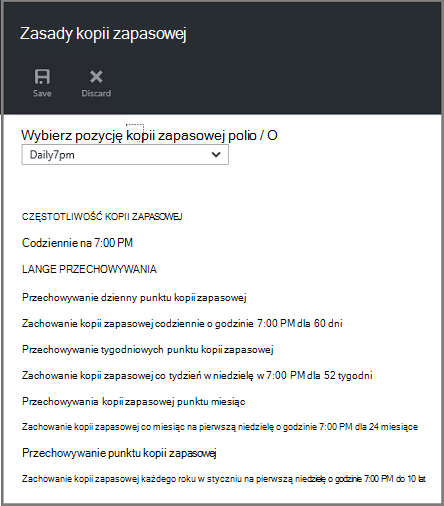 Zasady kopii zapasowej
Save Discard
Wybierz pozycję kopii zapasowej polio / O
Daily7pm
CZĘSTOTLIWOŚĆ KOPII ZAPASOWEJ
Codziennie na 7:00 PM
LANGE PRZECHOWYWANIA
Przechowywanie dzienny punktu kopii zapasowej
Zachowanie kopii zapasowej codziennie o godzinie 7:00 PM dla 60 dni
Przechowywanie tygodniowych punktu kopii zapasowej
Zachowanie kopii zapasowej co tydzień w niedzielę w 7:00 PM dla 52 tygodni
Przechowywania kopii zapasowej punktu miesiąc
Zachowanie kopii zapasowej co miesiąc na pierwszą niedzielę o godzinie 7:00 PM dla 24 miesiące
Przechowywanie punktu kopii zapasowej
Zachowanie kopii zapasowej każdego roku w styczniu na pierwszą niedzielę o godzinie 7:00 PM do 10 lat